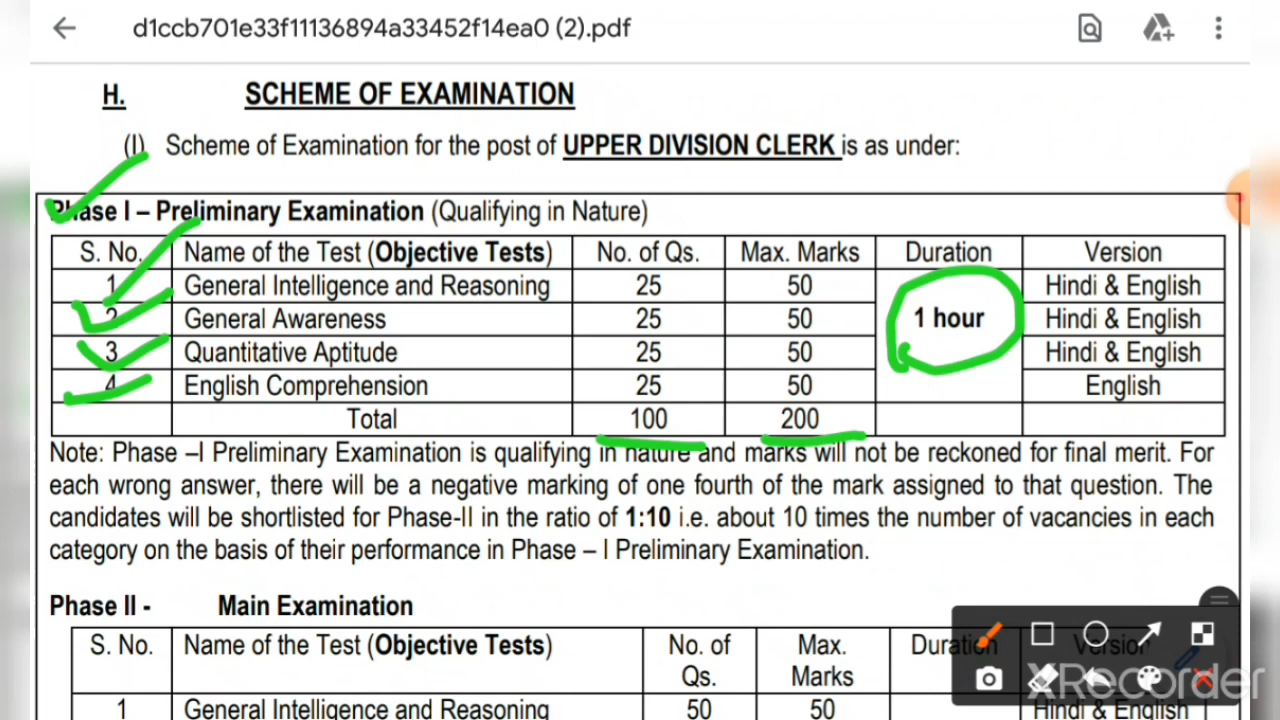 d1ccb701e33f11136894a33452f14ea0 (2).pdf
H. SCHEME OF EXAMINATION
(I) Scheme of Examination for the post of UPPER DIVISION CLERK is as under:
Phase I – Preliminary Examination (Qualifying in Nature)
S. No. Name of the Test (Objective Tests) No. of Qs. Max. Marks Duration Version
1 General Intelligence and Reasoning 25 50 Hindi & English
2 General Awareness 25 50 1 hour Hindi & English
3 Quantitative Aptitude 25 50 Hindi & English
4 English Comprehension 25 50 English
Total 100 200
Note: Phase –I Preliminary Examination is qualifying in nature and marks will not be reckoned for final merit. For
each wrong answer, there will be a negative marking of one fourth of the mark assigned to that question. The
candidates will be shortlisted for Phase-II in the ratio of 1:10 i.e. about 10 times the number of vacancies in each
category on the basis of their performance in Phase – I Preliminary Examination.
Phase II - Main Examination
S. No. Name of the Test (Objective Tests) No. of Qs. Max. Marks Duration Version
1 General Intelligence and Reasoning 50 50 Hindi & English
XRecorder